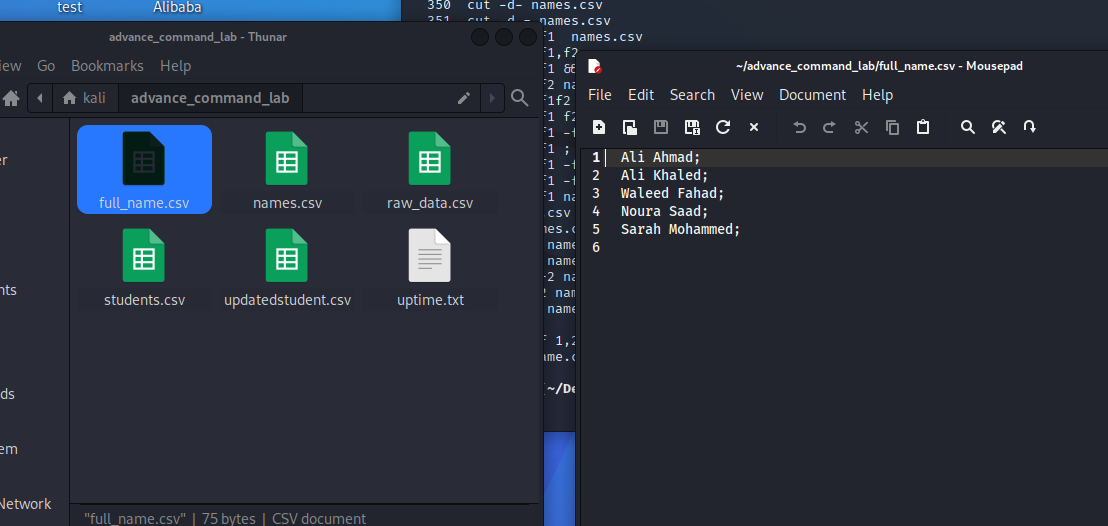 test
Alibaba
350 cut -d- names.csv
351 cut -d - names.csv
f1 names.csv
f1,f2
f1 &&
f2 na
f1f2
f1 f2
f1 -f
f1 ;
f1 -f
f1 -f
f1 na
.csv
mes.c
name
name
-2 na
2 nam
name
f 1,2
ame.c
(~/De
advance_command_lab - Thunar
iew Go Bookmarks Help
kali advance_command_lab
er
nts
ds
em
Network
full_name.csv names.csv raw_data.csv
students.csv updatedstudent.csv uptime.txt
"full_name.csv" | 75 bytes | CSV document
~/advance_command_lab/full_name.csv - Mousepad
File Edit Search View Document Help
1 Ali Ahmad;
2 Ali Khaled;
3 Waleed Fahad;
4 Noura Saad;
5 Sarah Mohammed;
6